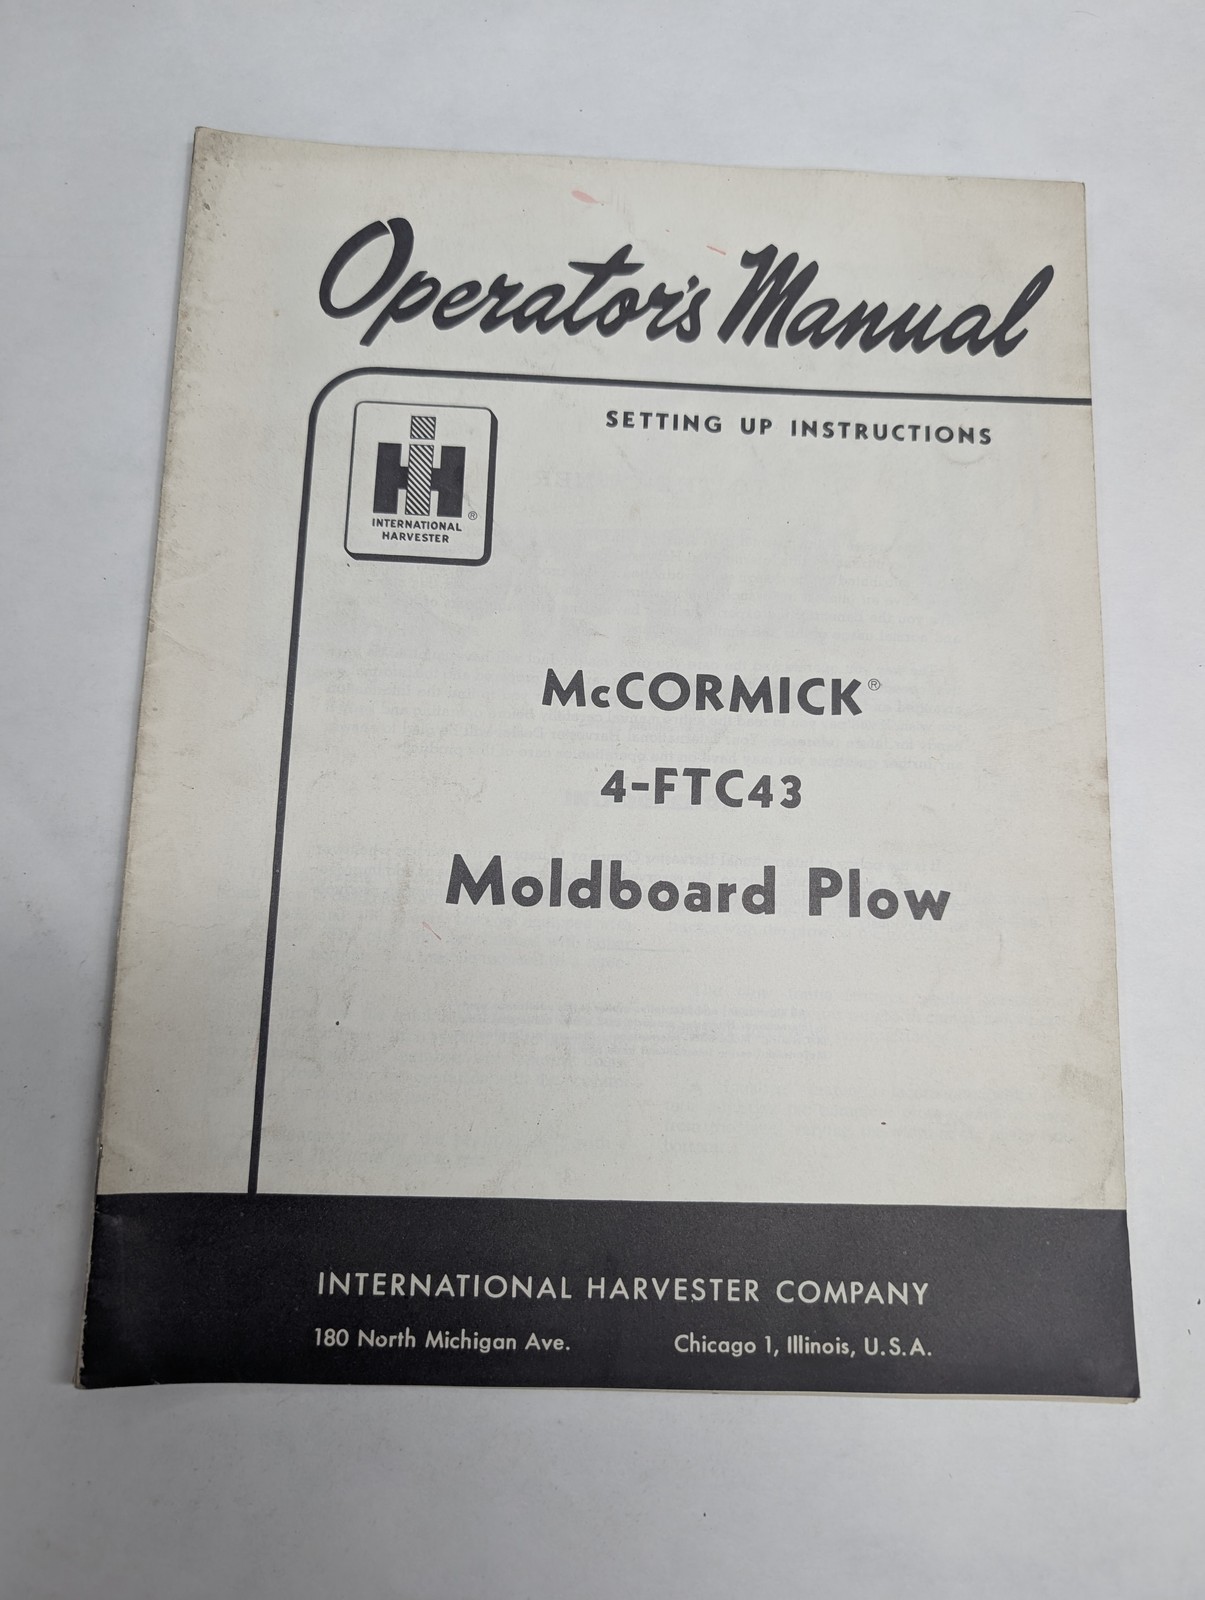 Operator's Manual
SETTING UP INSTRUCTIONS
IH
®
INTERNATIONAL
HARVESTER
McCORMICK®
4-FTC43
Moldboard Plow
INTERNATIONAL HARVESTER COMPANY
180 North Michigan Ave. Chicago 1, Illinois, U.S.A.